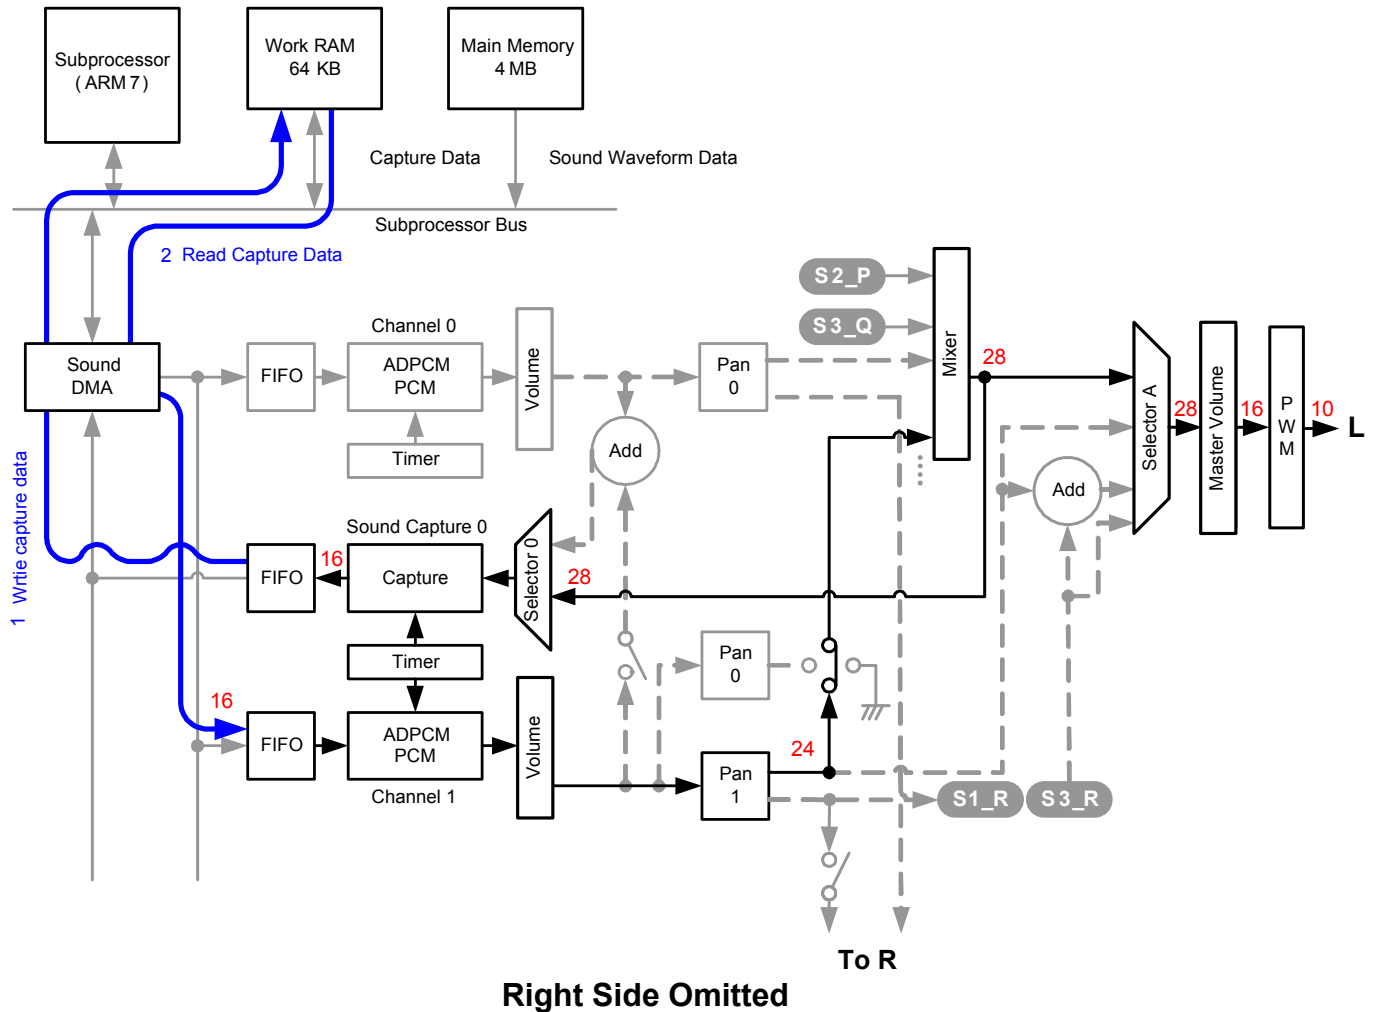 Subprocessor
( ARM 7 )
Work RAM
64 KB
Main Memory
4 MB
Capture Data
Sound Waveform Data
Subprocessor Bus
2 Read Capture Data
S2_P
S3_Q
Mixer
28
Channel 0
Sound
DMA
FIFO
ADPCM
PCM
Volume
Pan
0
Timer
Add
Selector A
28
Master Volume
16
P
W
M
10
L
Add
1 Wrtie capture data
Sound Capture 0
FIFO
16
Capture
Selector 0
28
Timer
Pan
0
16
FIFO
ADPCM
PCM
Volume
Channel 1
24
Pan
1
S1_R
S3_R
To R
Right Side Omitted